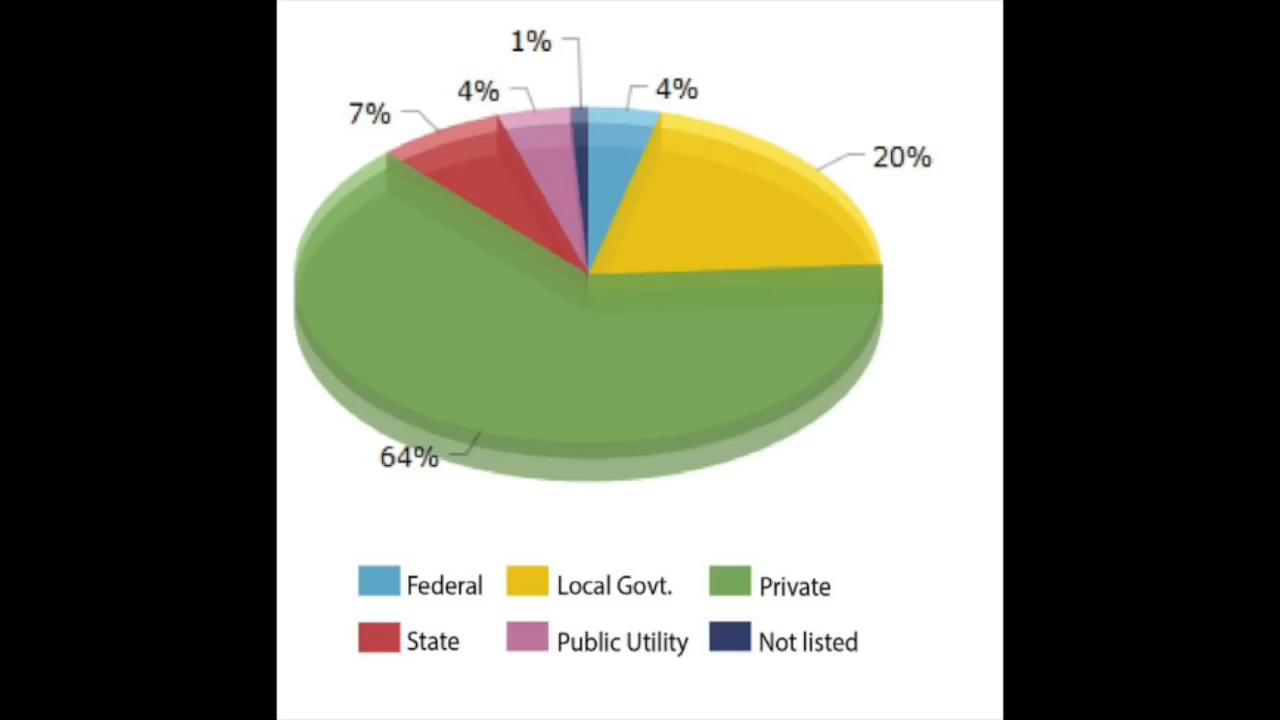 1%
4%
4%
7%
20%
64%
Federal
Local Govt.
Private
State
Public Utility
Not listed